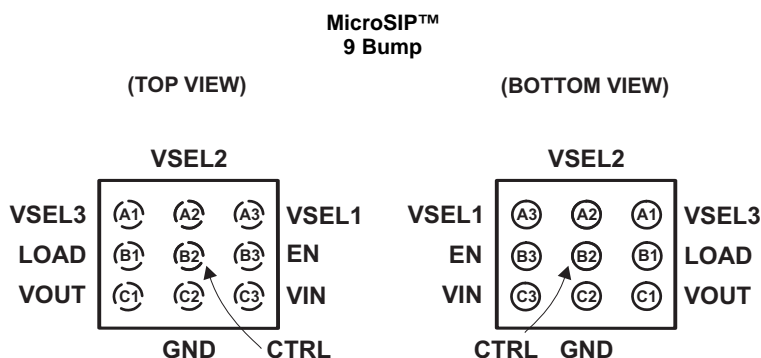 MicroSIP™
9 Bump
(TOP VIEW)
VSEL2
VSEL3 A1 A2 A3 VSEL1
LOAD B1 B2 B3 EN
VOUT C1 C2 C3 VIN
GND CTRL
(BOTTOM VIEW)
VSEL2
VSEL1 A3 A2 A1 VSEL3
EN B3 B2 B1 LOAD
VIN C3 C2 C1 VOUT
CTRL GND